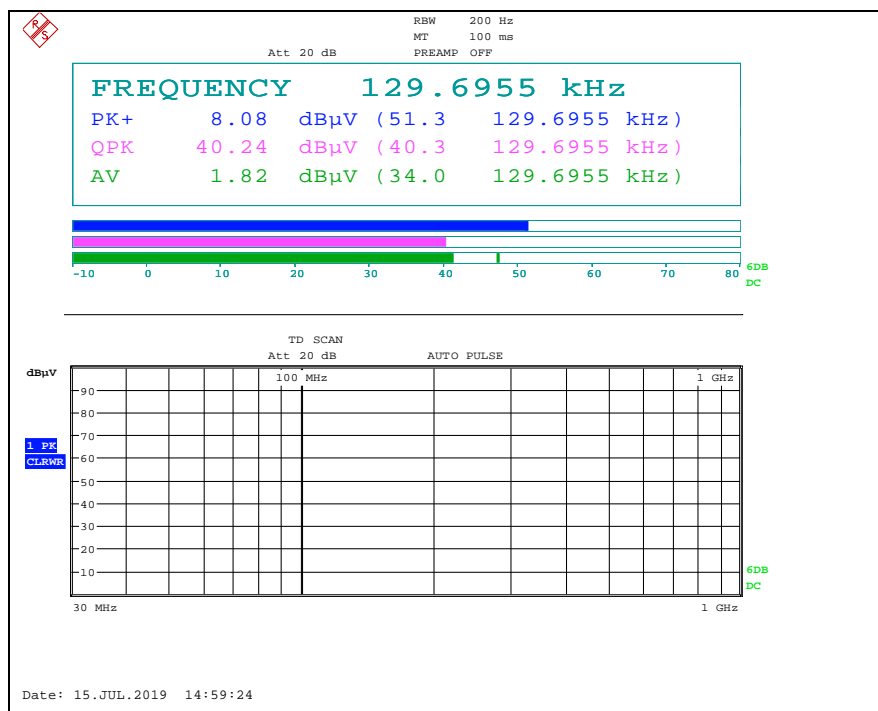 R S
RBW 200 Hz
MT 100 ms
Att 20 dB PREAMP OFF
FREQUENCY 129.6955 kHz
PK+ 8.08 dBµV (51.3 129.6955 kHz)
QPK 40.24 dBµV (40.3 129.6955 kHz)
AV 1.82 dBµV (34.0 129.6955 kHz)
-10 0 10 20 30 40 50 60 70 80
6DB
DC
TD SCAN
Att 20 dB AUTO PULSE
dBµV
100 MHz 1 GHz
90
80
70
1 PK
CLRWR
60
50
40
30
20
10
6DB
DC
30 MHz 1 GHz
Date: 15.JUL.2019 14:59:24